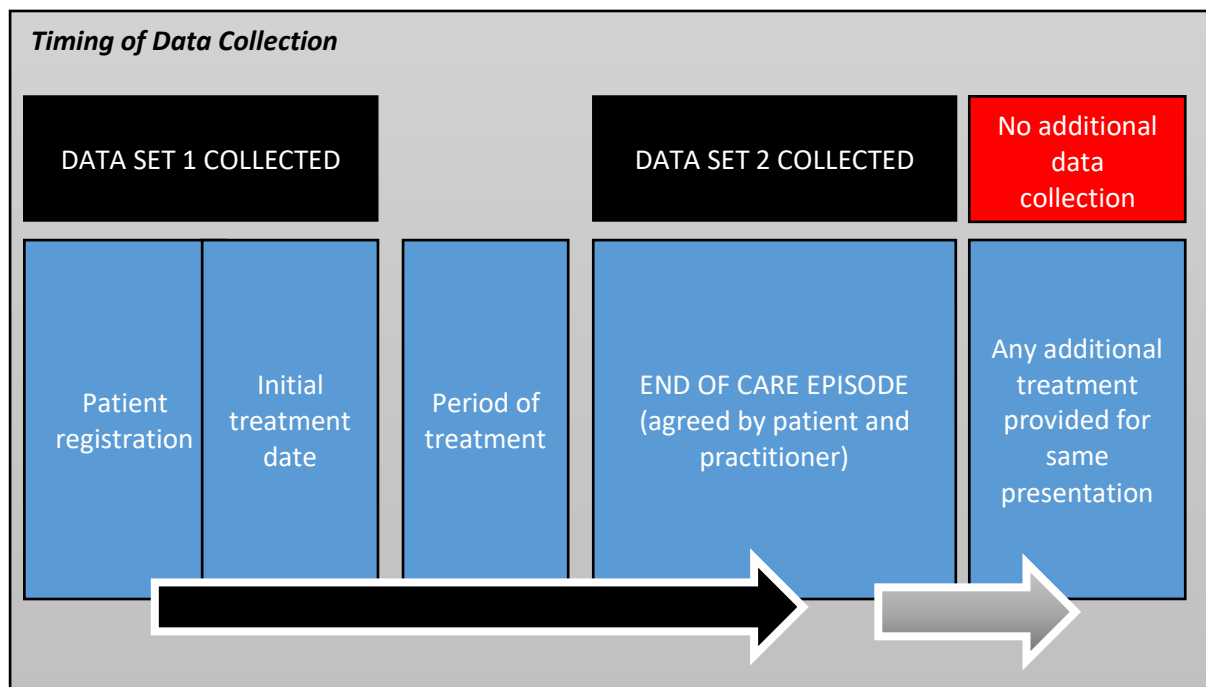 Timing of Data Collection
DATA SET 1 COLLECTED
DATA SET 2 COLLECTED
No additional
data
collection
Patient
registration
Initial
treatment
date
Period of
treatment
END OF CARE EPISODE
(agreed by patient and
practitioner)
Any additional
treatment
provided for
same
presentation